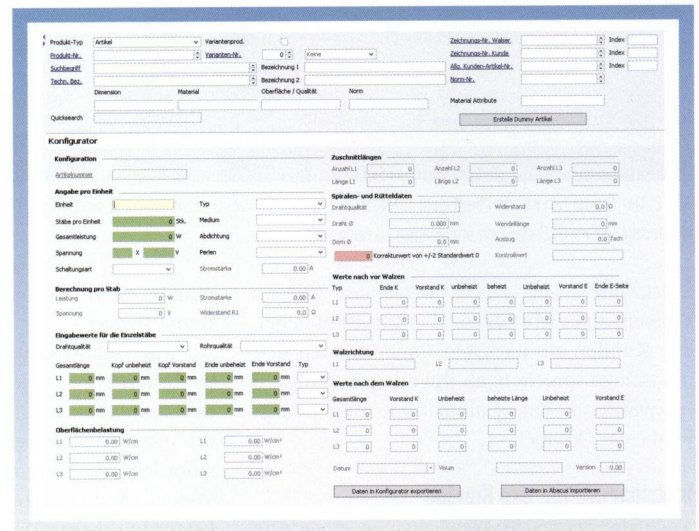 Produkt-Typ Artikel Variantenprod. Zeichnungs-Nr. Walser Index
Produkt-Nr. Varianten-Nr. 0 Keine Zeichnungs-Nr. Kunde Index
Suchbegriff Bezeichnung 1 Allg. Kunden-Artikel-Nr. Index
Techn. Bez. Bezeichnung 2 Norm-Nr.
Dimension Material Oberfläche / Qualität Norm
Material Attribute
Quicksearch Erstelle Dummy Artikel
Konfigurator
Konfiguration
Artikelnummer
Angabe pro Einheit
Einheit Typ
Stäbe pro Einheit 0 Stk. Medium
Gesamtleistung 0 W Abdichtung
Spannung X V Perlen
Schaltungsart Stromstärke 0.00 A
Berechnung pro Stab
Leistung 0 W Stromstärke 0.00 A
Spannung 0 V Widerstand R1 0.0 Ω
Eingabewerte für die Einzelstäbe
Drahtqualität Rohrqualität
Gesamtlänge Kopf unbeheizt Kopf Vorstand Ende unbeheizt Ende Vorstand Typ
L1 0 mm 0 mm 0 mm 0 mm 0 mm
L2 0 mm 0 mm 0 mm 0 mm 0 mm
L3 0 mm 0 mm 0 mm 0 mm 0 mm
Oberflächenbelastung
L1 0.00 W/cm L1 0.00 W/cm²
L2 0.00 W/cm L2 0.00 W/cm²
L3 0.00 W/cm L3 0.00 W/cm²
Zuschnittlängen
Anzahl L1 0 Anzahl L2 0 Anzahl L3 0
Länge L1 0 Länge L2 0 Länge L3 0
Spiralen- und Rütteldaten
Drahtqualität Widerstand 0.0 Ω
Draht Ø 0.000 mm Wendellänge 0 mm
Dorn Ø 0.0 mm Auszug 0.0 fach
0 Korrekturwert von +/-2 Standardwert 0 Kontrollwert
Werte nach vor Walzen
Typ Ende K Vorstand K unbeheizt beheizt Unbeheizt Vorstand E Ende E-Seite
L1 0 0 0 0 0 0 0
L2 0 0 0 0 0 0 0
L3 0 0 0 0 0 0 0
Walzrichtung
L1 L2 L3
Werte nach dem Walzen
Gesamtlänge Vorstand K Unbeheizt beheizte Länge Unbeheizt Vorstand E
L1 0 0 0 0 0 0
L2 0 0 0 0 0 0
L3 0 0 0 0 0 0
Datum Visum Version 0.00
Daten in Konfigurator exportieren Daten in Abacus importieren